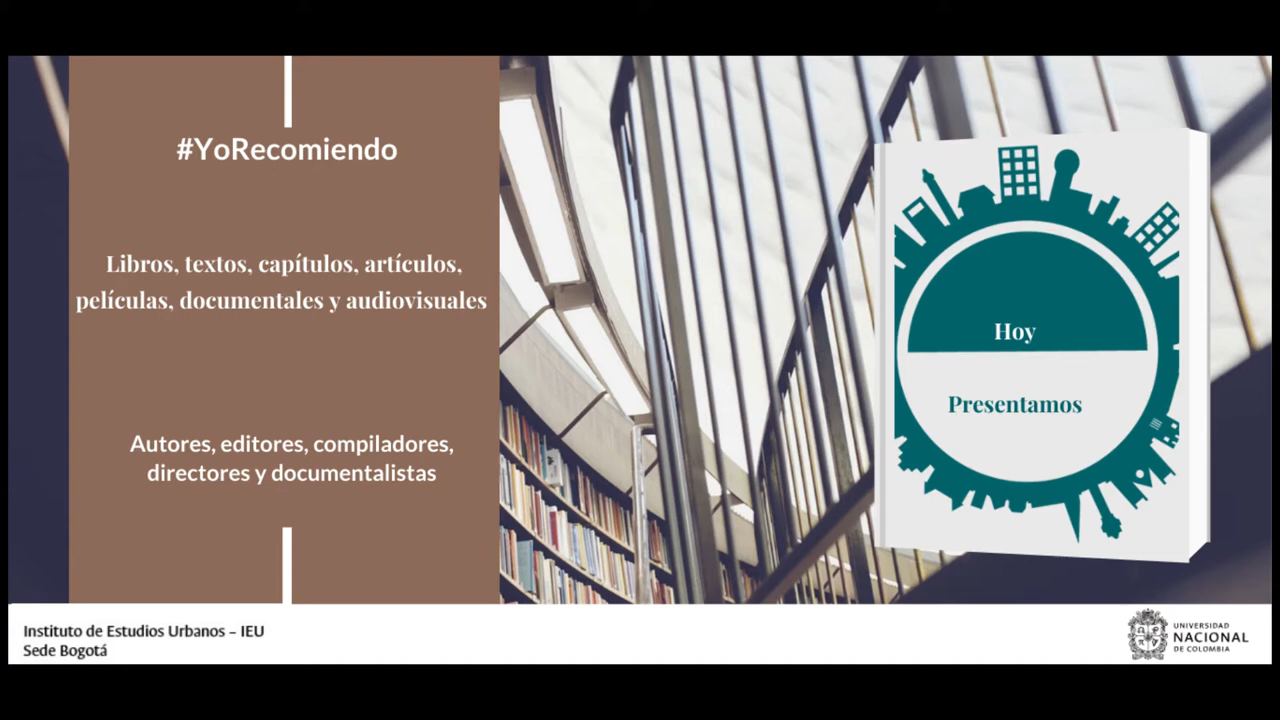 #YoRecomiendo
Libros, textos, capítulos, artículos,
películas, documentales y audiovisuales
Autores, editores, compiladores,
directores y documentalistas
Hoy
Presentamos
Instituto de Estudios Urbanos – IEU
Sede Bogotá
UNIVERSIDAD
NACIONAL
DE COLOMBIA